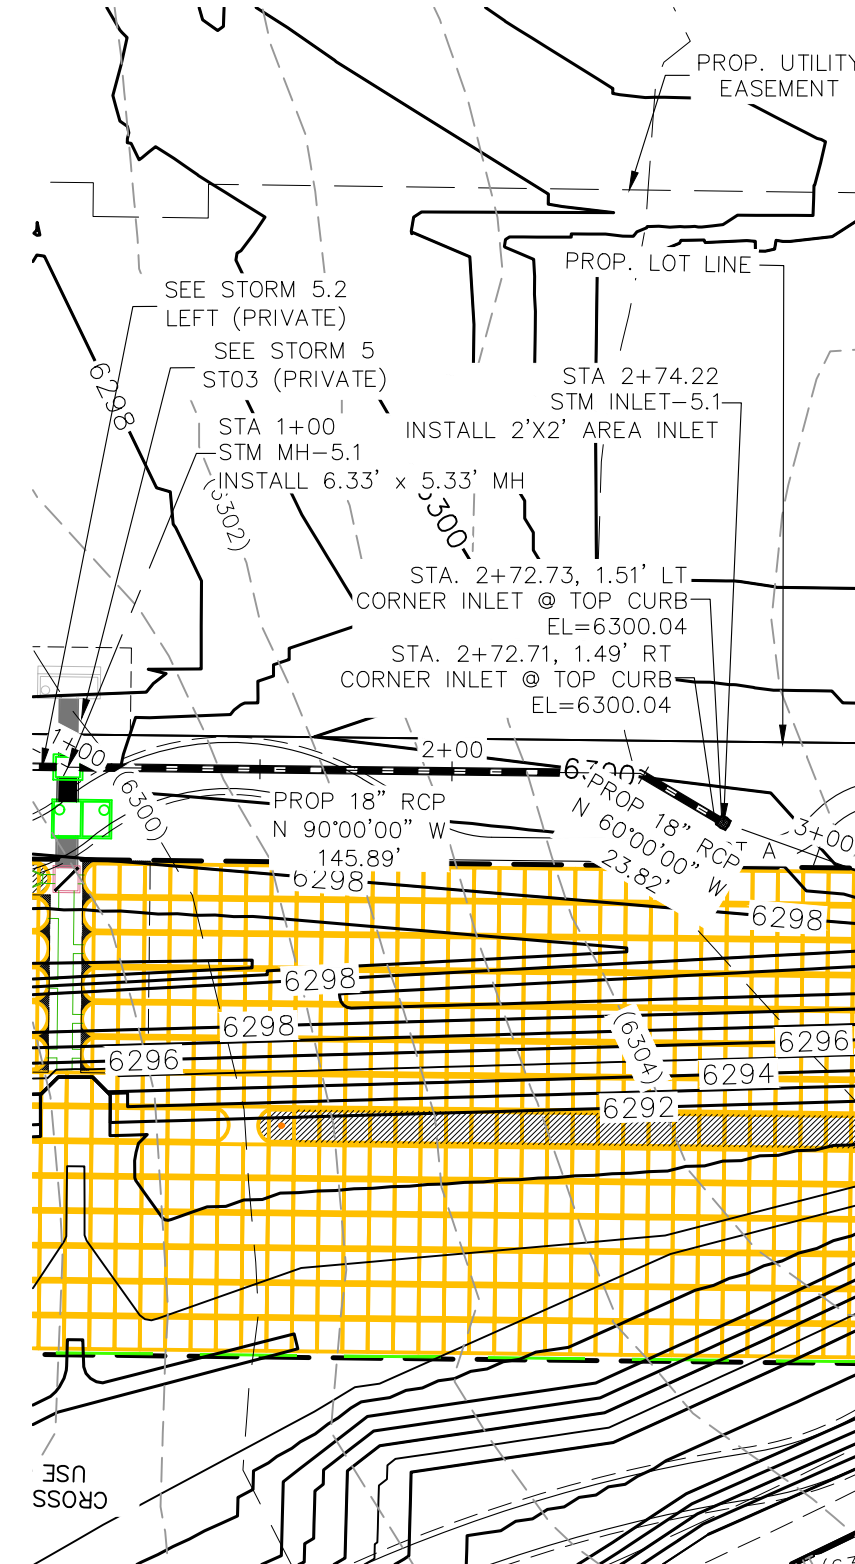 PROP. UTILITY
EASEMENT
PROP. LOT LINE
SEE STORM 5.2
LEFT (PRIVATE)
SEE STORM 5
ST03 (PRIVATE)
6298
STA 2+74.22
STM INLET-5.1
INSTALL 2'X2' AREA INLET
STA 1+00
STM MH-5.1
INSTALL 6.33' x 5.33' MH
(6302)
6300
STA. 2+72.73, 1.51' LT
CORNER INLET @ TOP CURB
EL=6300.04
STA. 2+72.71, 1.49' RT
CORNER INLET @ TOP CURB
EL=6300.04
1+00
2+00
6300
(6300)
PROP 18" RCP
N 90°00'00" W
145.89'
PROP 18" RCP
N 60°00'00" W
23.82'
3+00
A
6298
6298
6298
6298
(6304)
6296
6296
6294
6292
CROSS
USE